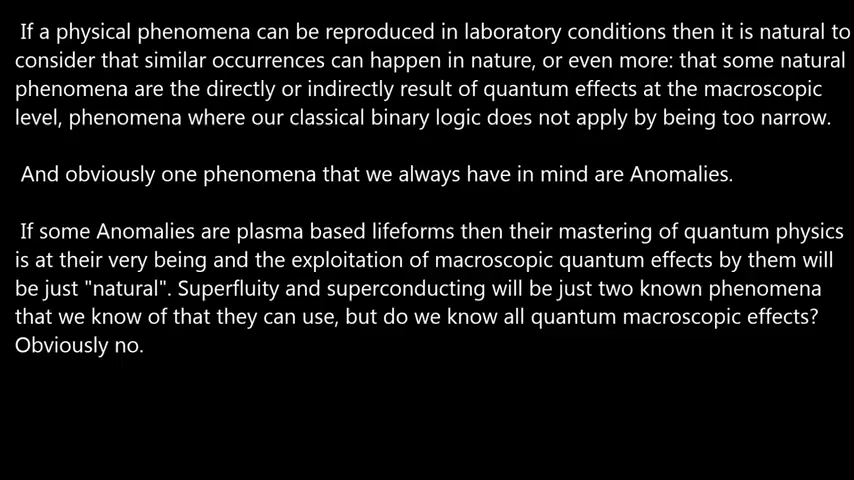 If a physical phenomena can be reproduced in laboratory conditions then it is natural to
consider that similar occurrences can happen in nature, or even more: that some natural
phenomena are the directly or indirectly result of quantum effects at the macroscopic
level, phenomena where our classical binary logic does not apply by being too narrow.
And obviously one phenomena that we always have in mind are Anomalies.
If some Anomalies are plasma based lifeforms then their mastering of quantum physics
is at their very being and the exploitation of macroscopic quantum effects by them will
be just "natural". Superfluity and superconducting will be just two known phenomena
that we know of that they can use, but do we know all quantum macroscopic effects?
Obviously no.